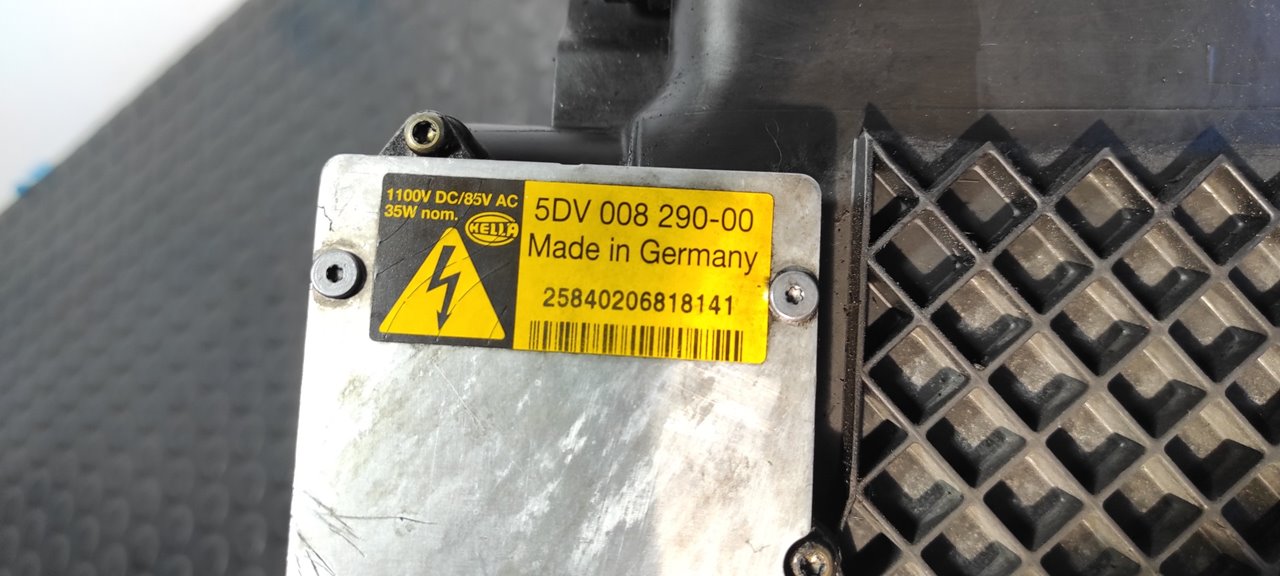 1100V DC/85V AC
35W nom.
HELLA
5DV 008 290-00
Made in Germany
25840206818141